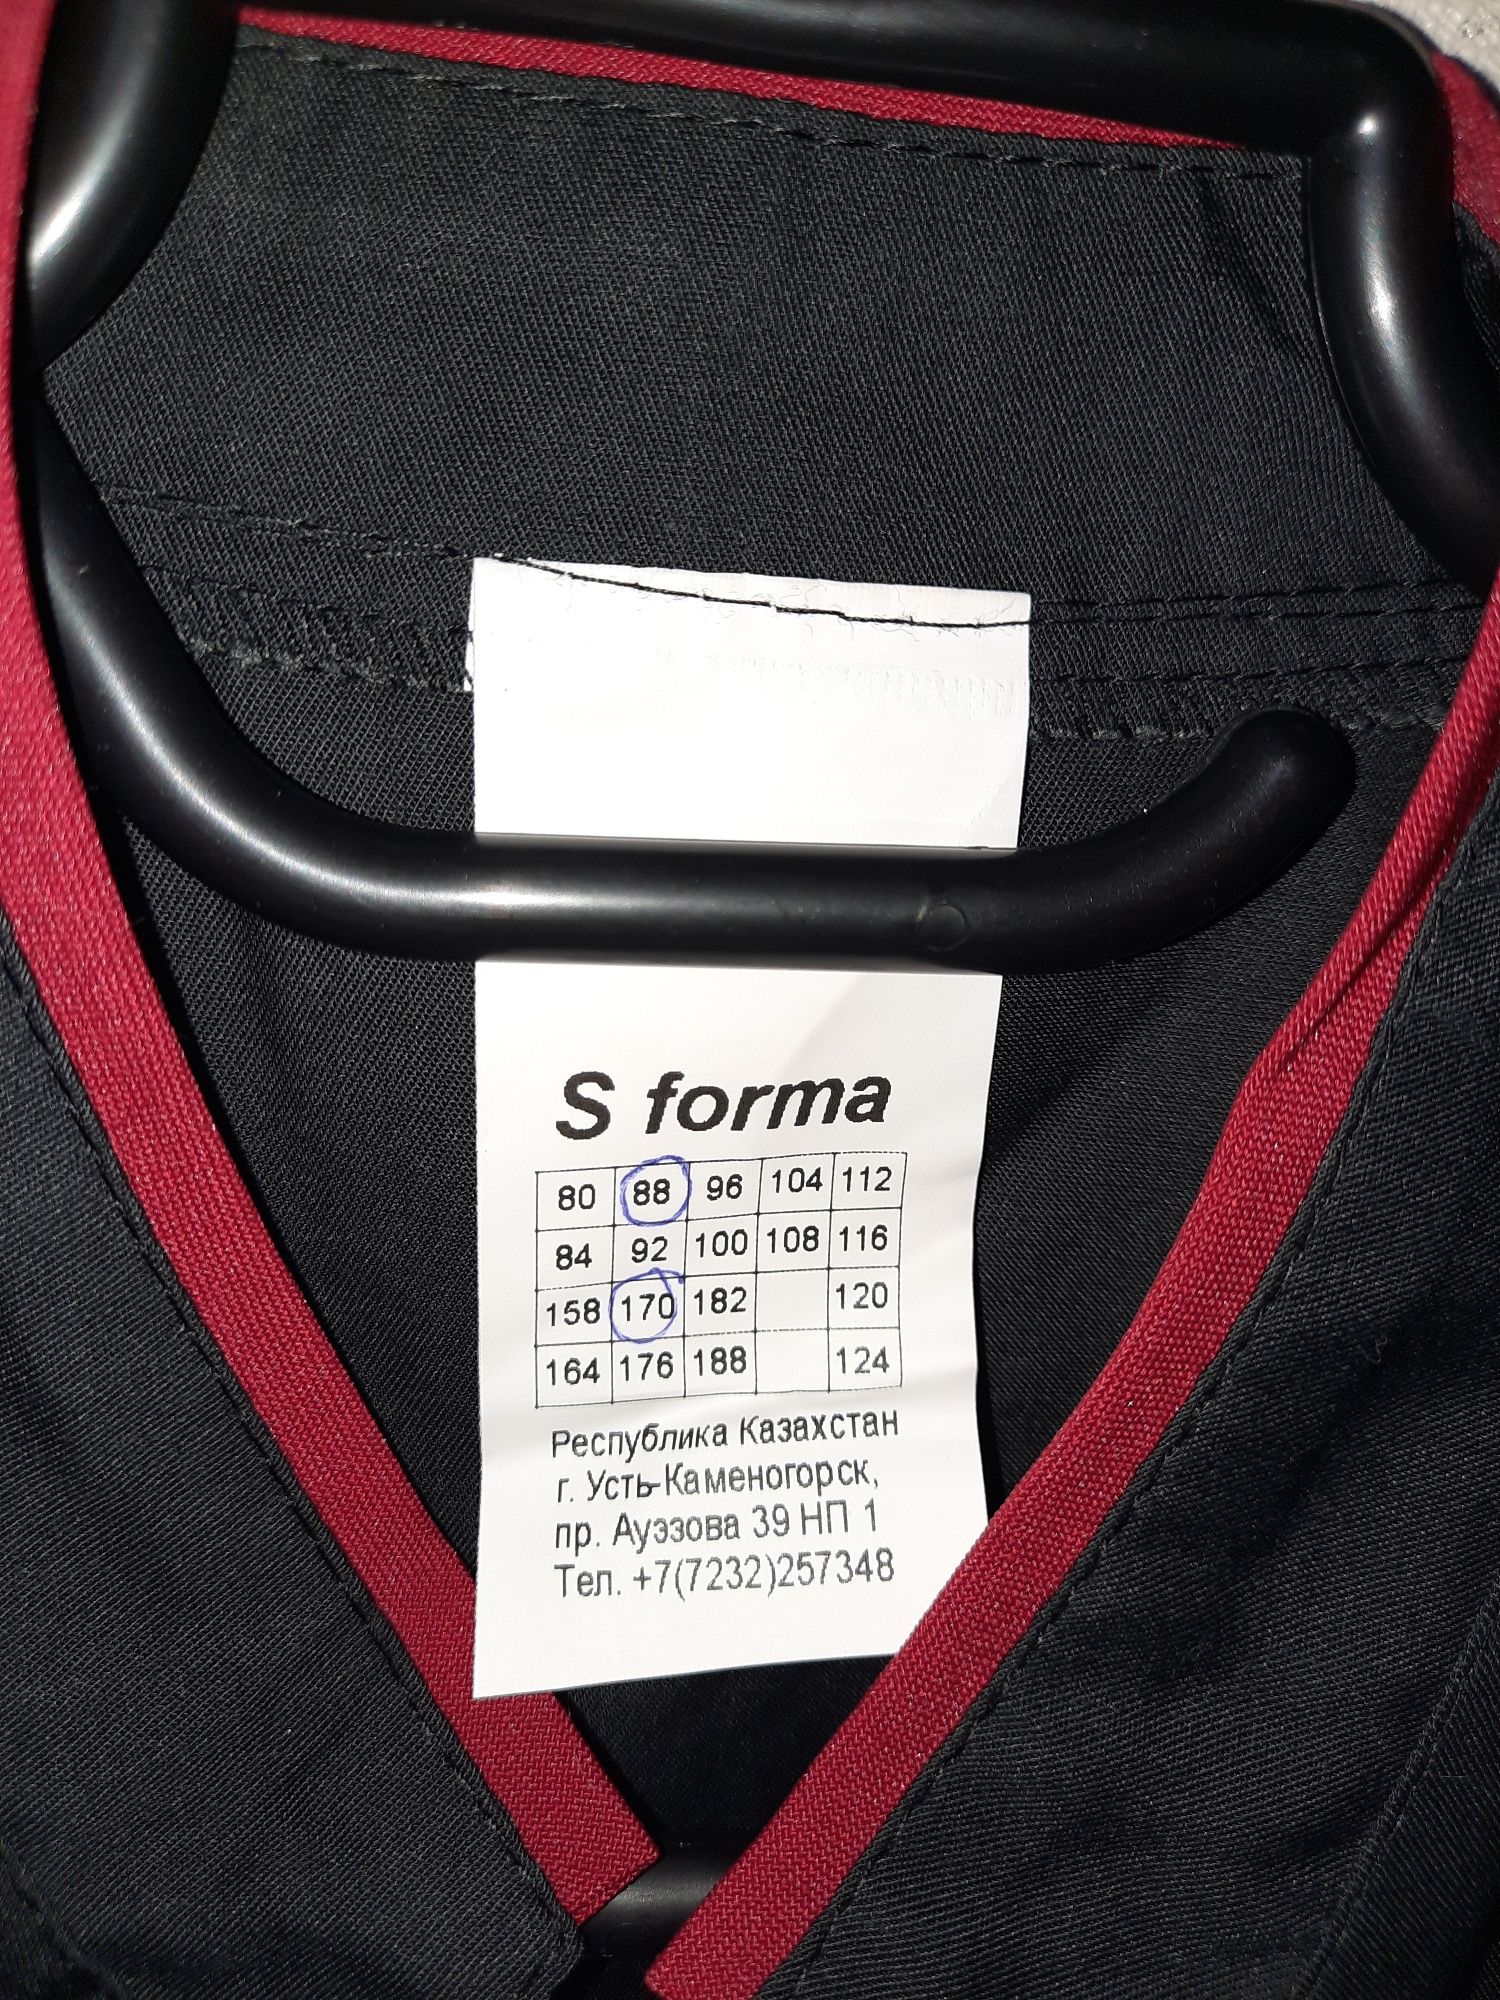 S forma
80 88 96 104 112
84 92 100 108 116
158 170 182 120
164 176 188 124
Республика Казахстан
г. Усть-Каменогорск,
пр. Ауэзова 39 НП 1
Тел. +7(7232)257348